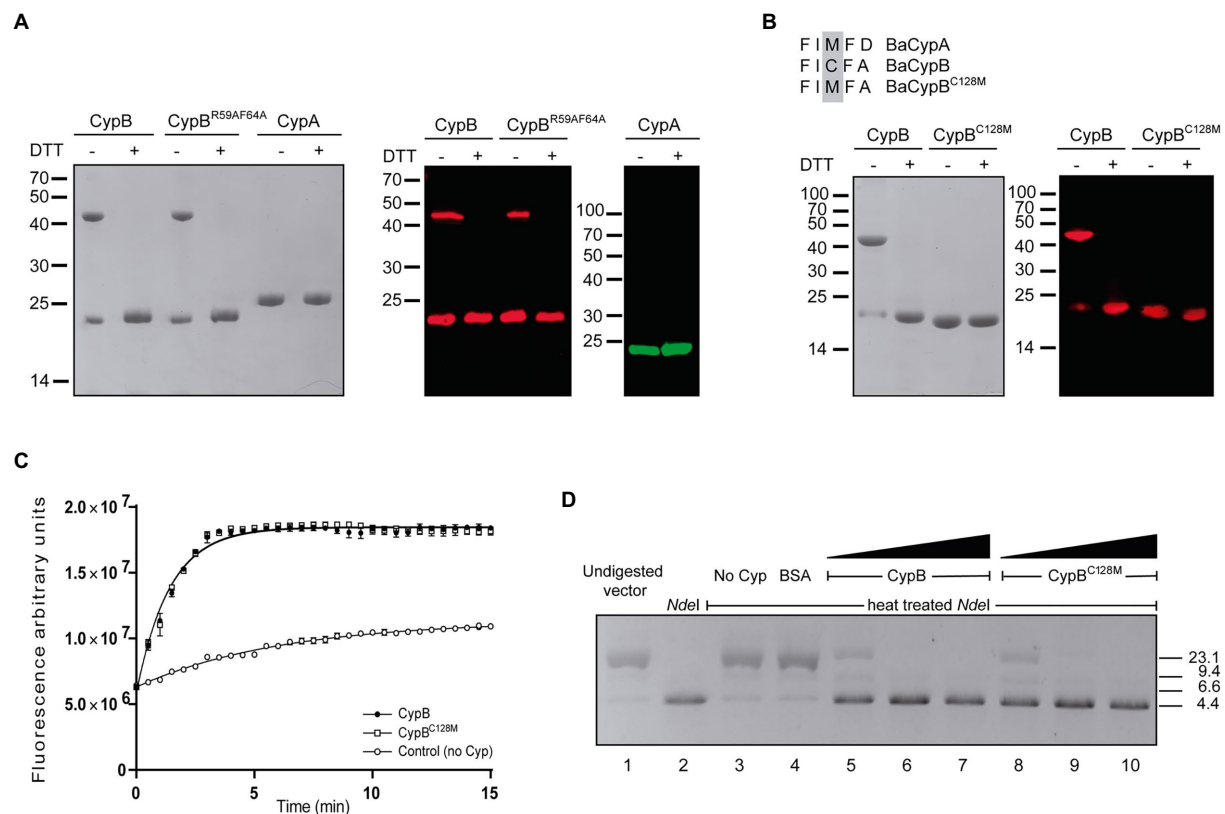 A
CypB CypB^R59AF64A CypA
DTT - + - + - +
70
50
40
30
25
14
CypB CypB^R59AF64A
- + - +
70
50
40
30
25
CypA
- +
100
70
50
40
30
25
B
F I M F D BaCypA
F I C F A BaCypB
F I M F A BaCypB^C128M
CypB CypB^C128M
DTT - + - +
100
70
50
40
30
25
14
CypB CypB^C128M
- + - +
100
70
50
40
30
25
14
C
Fluorescence arbitrary units
2.0 × 10^7
1.5 × 10^7
1.0 × 10^7
5.0 × 10^6
0
CypB
CypB^C128M
Control (no Cyp)
0 5 10 15
Time (min)
D
Undigested vector
NdeI
No Cyp BSA CypB CypB^C128M
heat treated NdeI
23.1
9.4
6.6
4.4
1 2 3 4 5 6 7 8 9 10